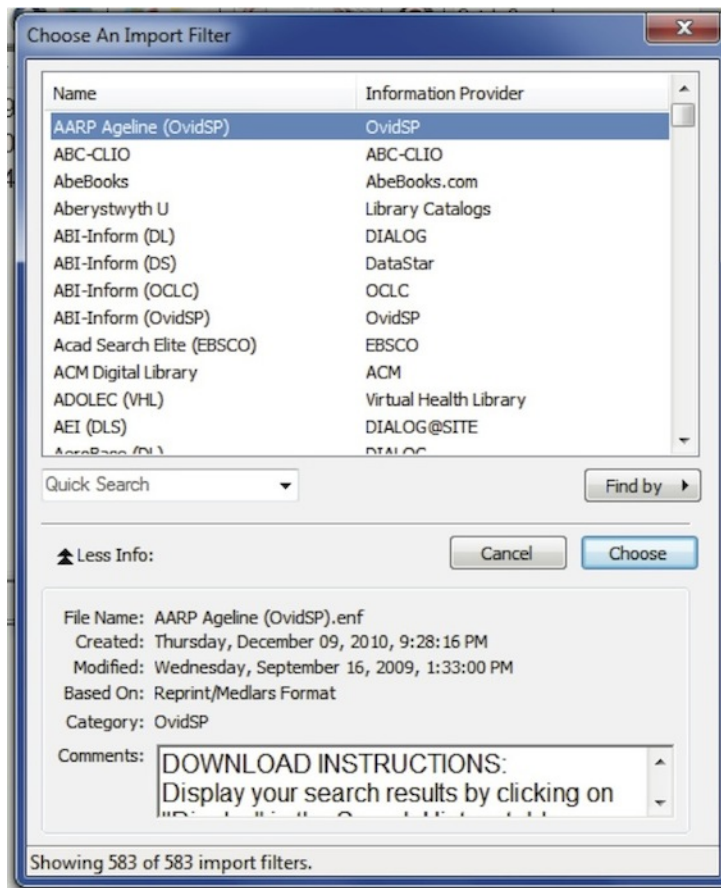 Choose An Import Filter
Name Information Provider
AARP Ageline (OvidSP) OvidSP
ABC-CLIO ABC-CLIO
AbeBooks AbeBooks.com
Aberystwyth U Library Catalogs
ABI-Inform (DL) DIALOG
ABI-Inform (DS) DataStar
ABI-Inform (OCLC) OCLC
ABI-Inform (OvidSP) OvidSP
Acad Search Elite (EBSCO) EBSCO
ACM Digital Library ACM
ADOLEC (VHL) Virtual Health Library
AEI (DLS) DIALOG@SITE
AeroBase (DL) DIALOG
Quick Search Find by
Less Info: Cancel Choose
File Name: AARP Ageline (OvidSP).enf
Created: Thursday, December 09, 2010, 9:28:16 PM
Modified: Wednesday, September 16, 2009, 1:33:00 PM
Based On: Reprint/Medlars Format
Category: OvidSP
Comments: DOWNLOAD INSTRUCTIONS:
Display your search results by clicking on
Showing 583 of 583 import filters.